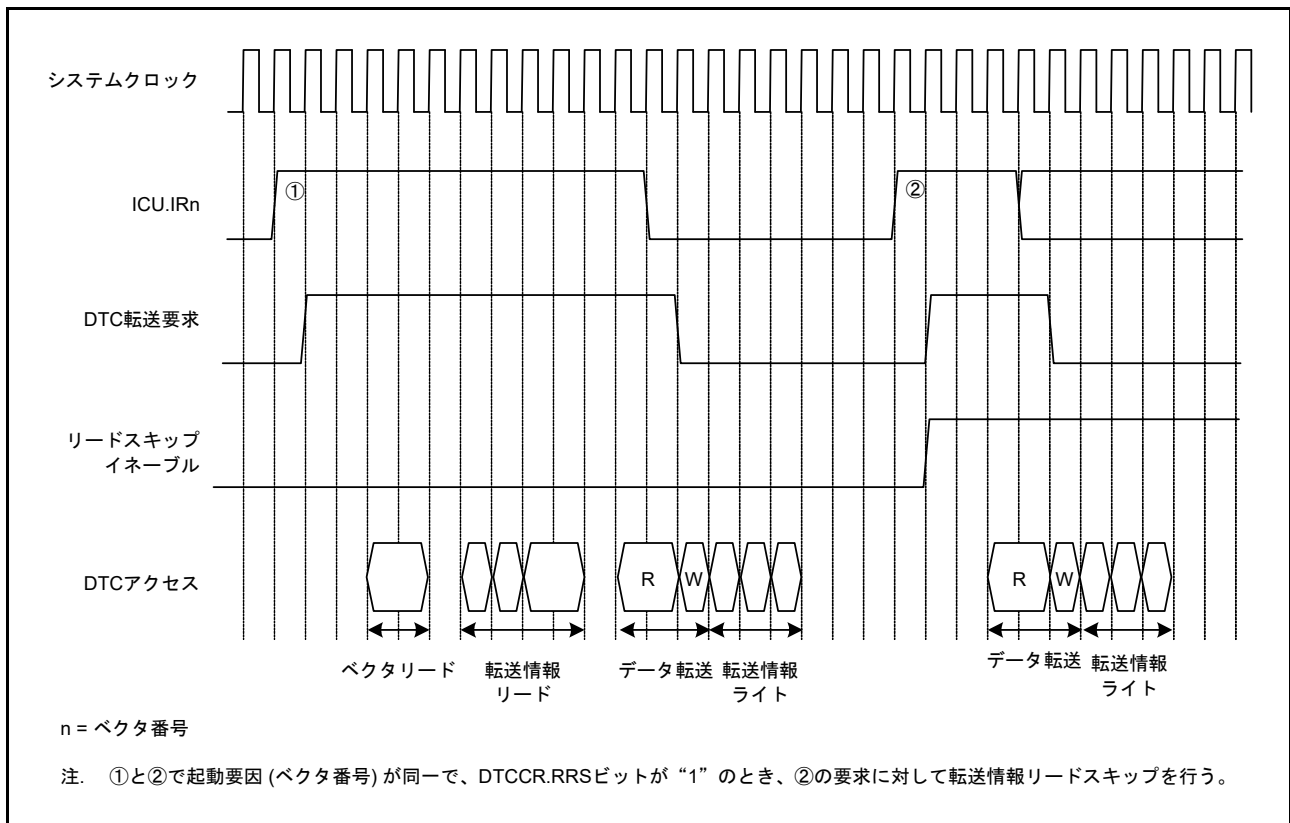 システムクロック
ICU.IRn
①
②
DTC転送要求
リードスキップ
イネーブル
DTCアクセス
R
W
R
W
ベクタリード
転送情報
リード
データ転送
転送情報
ライト
データ転送
転送情報
ライト
n = ベクタ番号
注. ①と②で起動要因 (ベクタ番号) が同一で、DTCCR.RRSビットが“1”のとき、②の要求に対して転送情報リードスキップを行う。